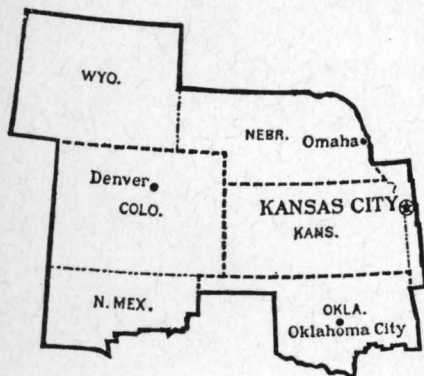 WYO.
NEBR.
Omaha
Denver
COLO.
KANSAS CITY
KANS.
N. MEX.
OKLA.
Oklahoma City